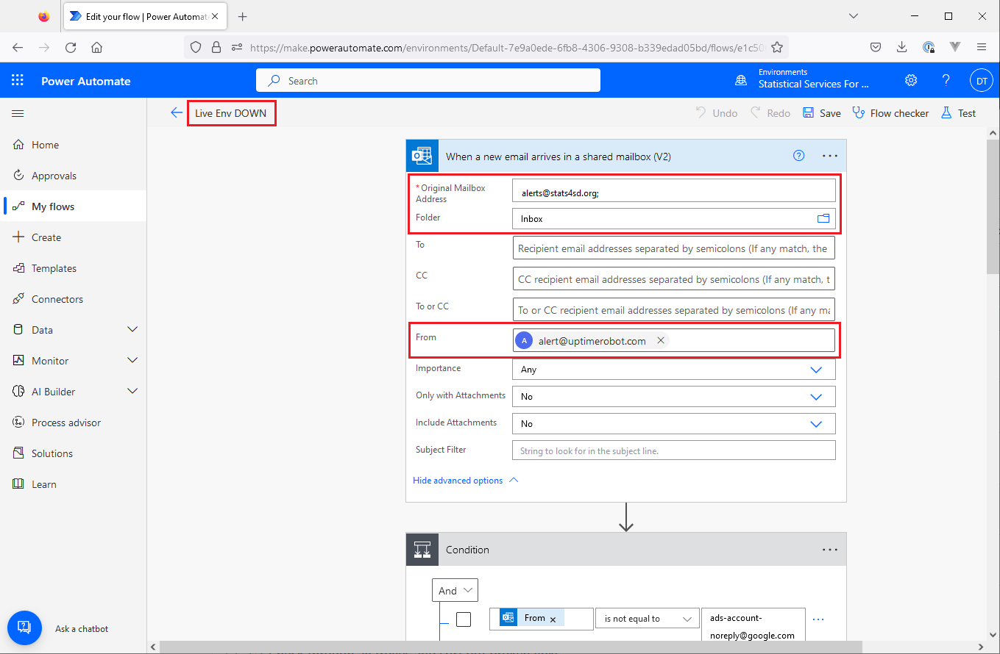 Edit your flow | Power Automate
https://make.powerautomate.com/environments/Default-7e9a0ede-6fb8-4306-9308-b339edad05bd/flows/e1c50
Power Automate
Search
Environments
Statistical Services For ...
DT
Live Env DOWN
Undo
Redo
Save
Flow checker
Test
Home
Approvals
My flows
Create
Templates
Connectors
Data
Monitor
AI Builder
Process advisor
Solutions
Learn
Ask a chatbot
When a new email arrives in a shared mailbox (V2)
*Original Mailbox
Address
alerts@stats4sd.org;
Folder
Inbox
To
Recipient email addresses separated by semicolons (If any match, the
CC
CC recipient email addresses separated by semicolons (If any match, t
To or CC
To or CC recipient email addresses separated by semicolons (If any ma
From
A
alert@uptimerobot.com
Importance
Any
Only with Attachments
No
Include Attachments
No
Subject Filter
String to look for in the subject line.
Hide advanced options
Condition
And
From
is not equal to
ads-account-
noreply@google.com